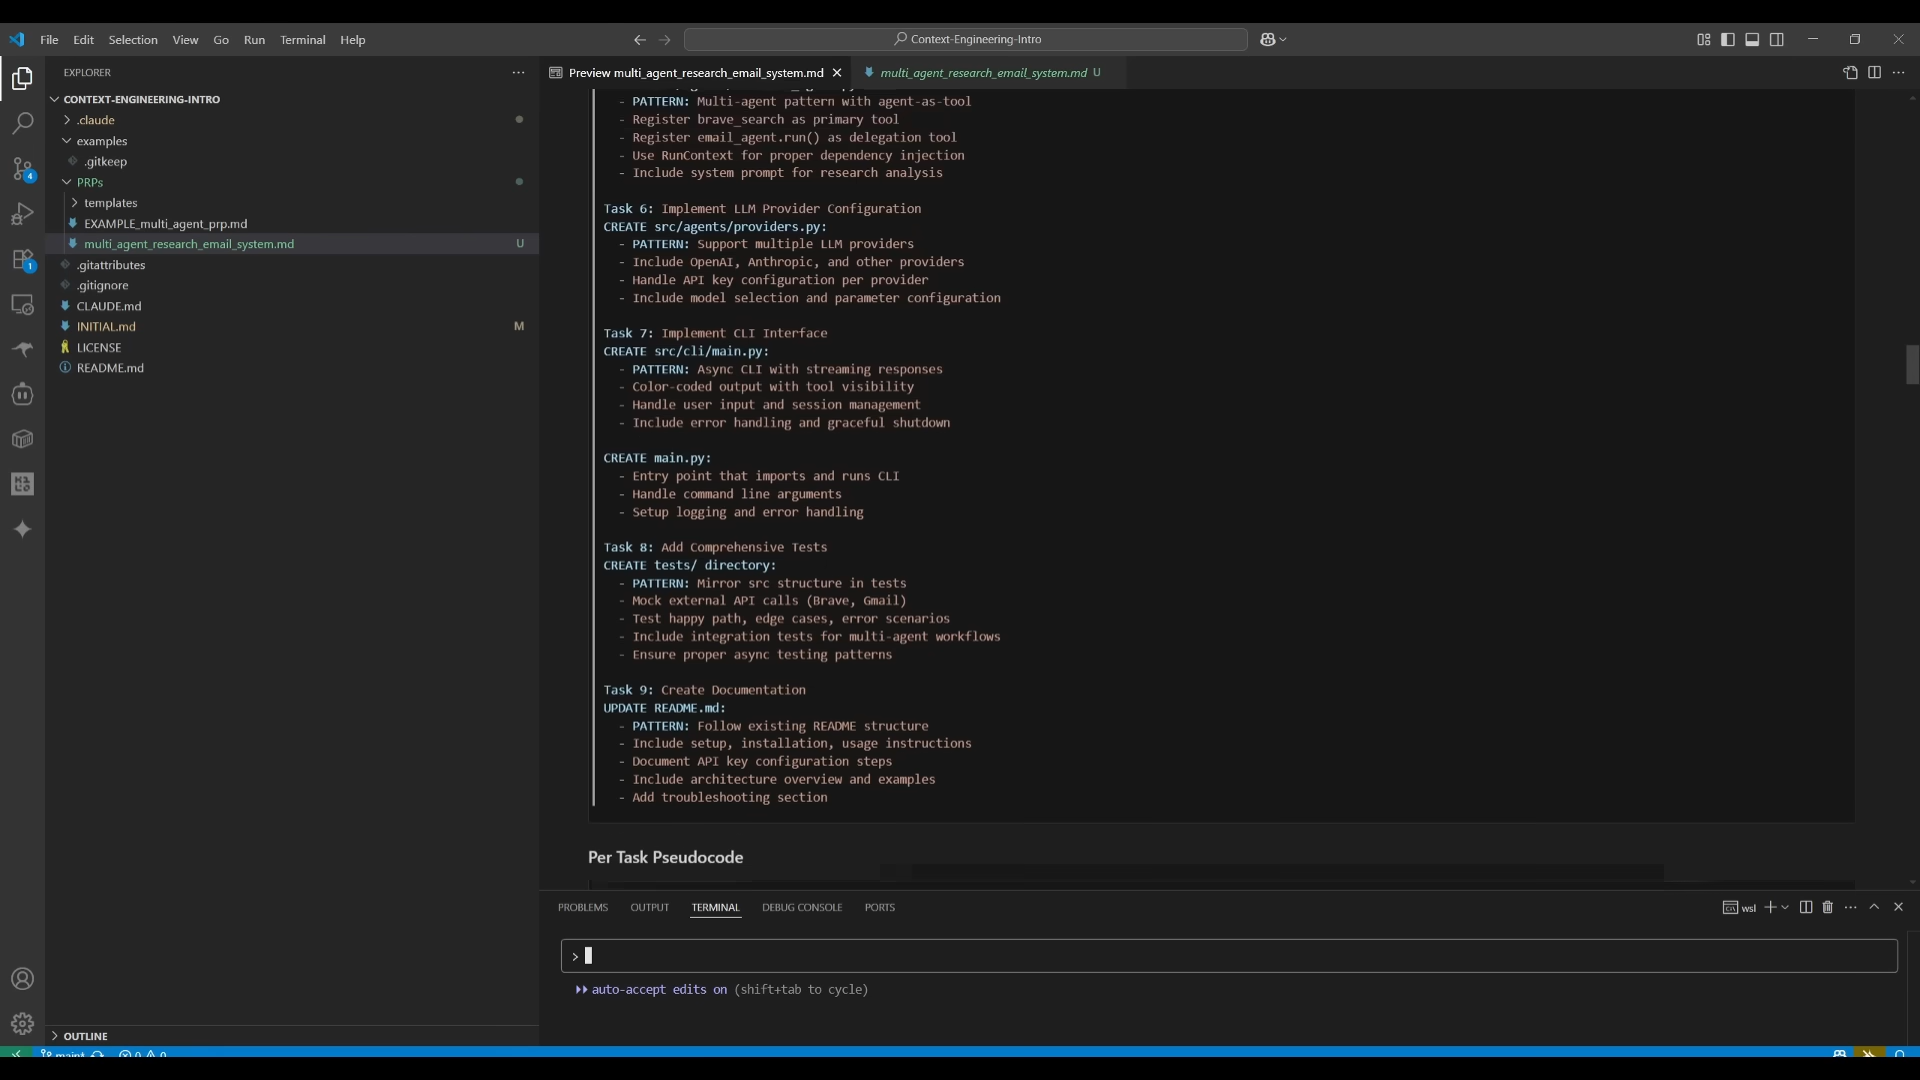 File Edit Selection View Go Run Terminal Help
Context-Engineering-Intro
EXPLORER
CONTEXT-ENGINEERING-INTRO
.claude
examples
.gitkeep
PRPs
templates
EXAMPLE_multi_agent_prp.md
multi_agent_research_email_system.md U
.gitattributes
.gitignore
CLAUDE.md
INITIAL.md M
LICENSE
README.md
OUTLINE
4
1
Preview multi_agent_research_email_system.md
multi_agent_research_email_system.md U
- PATTERN: Multi-agent pattern with agent-as-tool
- Register brave_search as primary tool
- Register email_agent.run() as delegation tool
- Use RunContext for proper dependency injection
- Include system prompt for research analysis
Task 6: Implement LLM Provider Configuration
CREATE src/agents/providers.py:
- PATTERN: Support multiple LLM providers
- Include OpenAI, Anthropic, and other providers
- Handle API key configuration per provider
- Include model selection and parameter configuration
Task 7: Implement CLI Interface
CREATE src/cli/main.py:
- PATTERN: Async CLI with streaming responses
- Color-coded output with tool visibility
- Handle user input and session management
- Include error handling and graceful shutdown
CREATE main.py:
- Entry point that imports and runs CLI
- Handle command line arguments
- Setup logging and error handling
Task 8: Add Comprehensive Tests
CREATE tests/ directory:
- PATTERN: Mirror src structure in tests
- Mock external API calls (Brave, Gmail)
- Test happy path, edge cases, error scenarios
- Include integration tests for multi-agent workflows
- Ensure proper async testing patterns
Task 9: Create Documentation
UPDATE README.md:
- PATTERN: Follow existing README structure
- Include setup, installation, usage instructions
- Document API key configuration steps
- Include architecture overview and examples
- Add troubleshooting section
Per Task Pseudocode
PROBLEMS OUTPUT TERMINAL DEBUG CONSOLE PORTS
wsl
>
auto-accept edits on (shift+tab to cycle)
main* 0 0